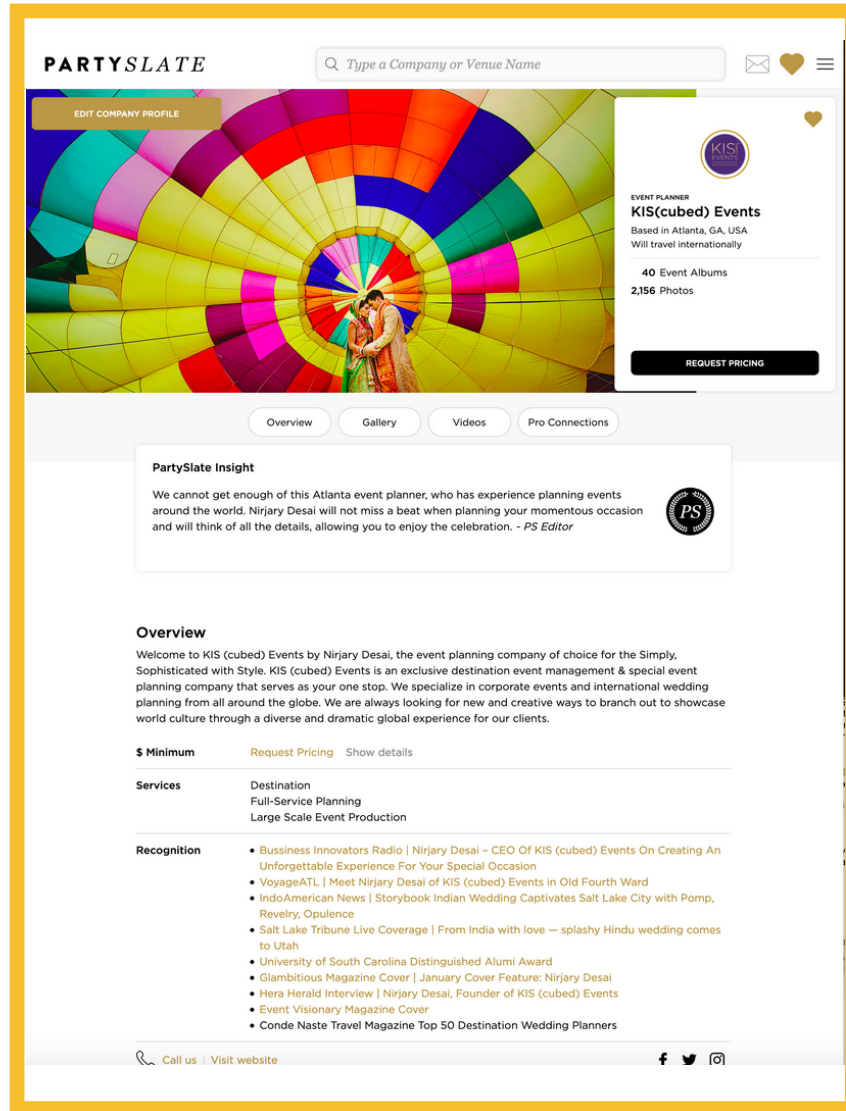 PARTYSLATE
Type a Company or Venue Name
EDIT COMPANY PROFILE
KIS
EVENTS
EVENT PLANNER
KIS(cubed) Events
Based in Atlanta, GA, USA
Will travel internationally
40 Event Albums
2,156 Photos
REQUEST PRICING
Overview
Gallery
Videos
Pro Connections
PartySlate Insight
We cannot get enough of this Atlanta event planner, who has experience planning events
around the world. Nirjary Desai will not miss a beat when planning your momentous occasion
and will think of all the details, allowing you to enjoy the celebration. - PS Editor
PS
Overview
Welcome to KIS (cubed) Events by Nirjary Desai, the event planning company of choice for the Simply,
Sophisticated with Style. KIS (cubed) Events is an exclusive destination event management & special event
planning company that serves as your one stop. We specialize in corporate events and international wedding
planning from all around the globe. We are always looking for new and creative ways to branch out to showcase
world culture through a diverse and dramatic global experience for our clients.
$ Minimum Request Pricing Show details
Services Destination
Full-Service Planning
Large Scale Event Production
Recognition • Bussiness Innovators Radio | Nirjary Desai – CEO Of KIS (cubed) Events On Creating An
Unforgettable Experience For Your Special Occasion
• VoyageATL | Meet Nirjary Desai of KIS (cubed) Events in Old Fourth Ward
• IndoAmerican News | Storybook Indian Wedding Captivates Salt Lake City with Pomp,
Revelry, Opulence
• Salt Lake Tribune Live Coverage | From India with love — splashy Hindu wedding comes
to Utah
• University of South Carolina Distinguished Alumi Award
• Glambitious Magazine Cover | January Cover Feature: Nirjary Desai
• Hera Herald Interview | Nirjary Desai, Founder of KIS (cubed) Events
• Event Visionary Magazine Cover
• Conde Naste Travel Magazine Top 50 Destination Wedding Planners
Call us | Visit website